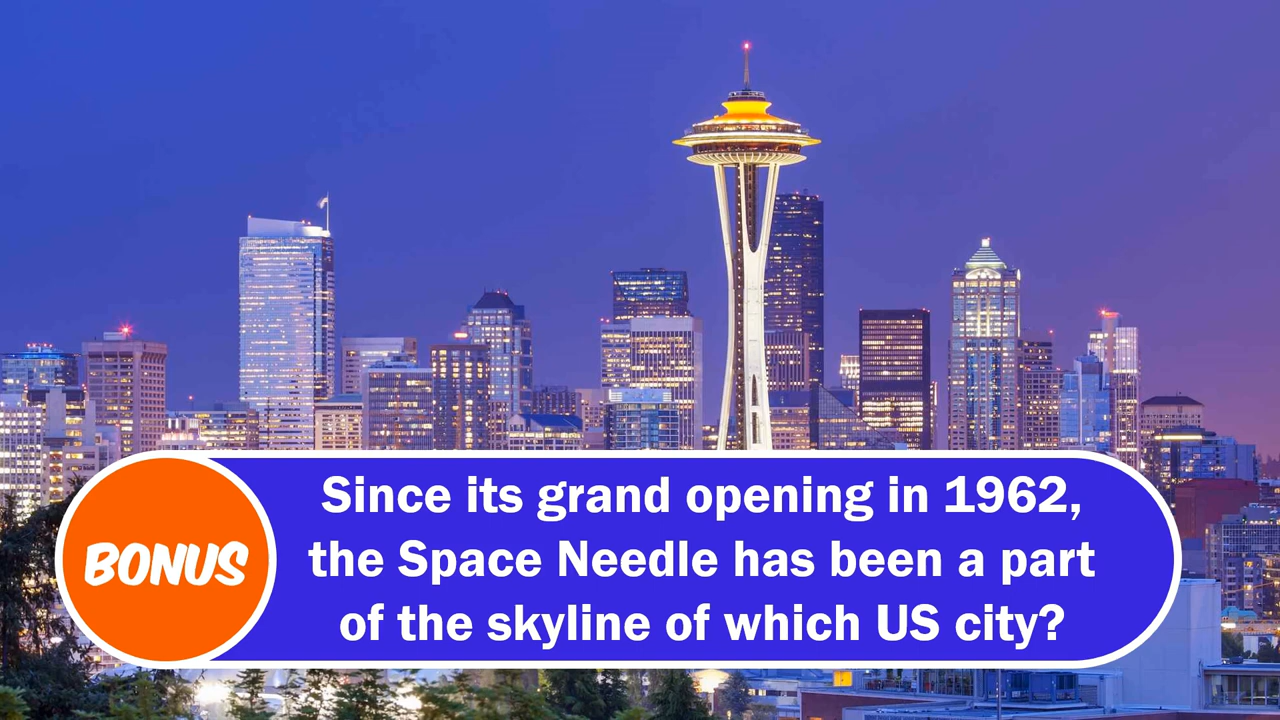 BONUS
Since its grand opening in 1962,
the Space Needle has been a part
of the skyline of which US city?